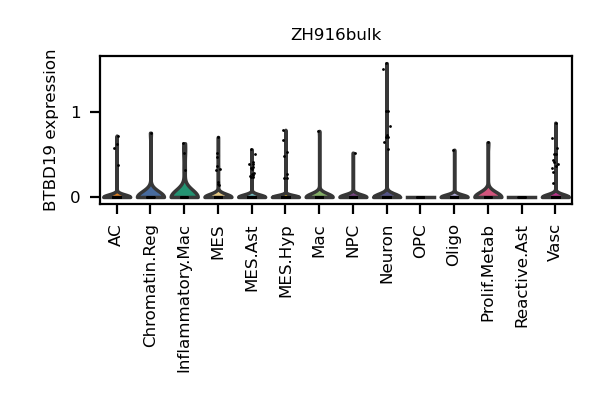 ZH916bulk
BTBD19 expression
1
0
AC
Chromatin.Reg
Inflammatory.Mac
MES
MES.Ast
MES.Hyp
Mac
NPC
Neuron
OPC
Oligo
Prolif.Metab
Reactive.Ast
Vasc